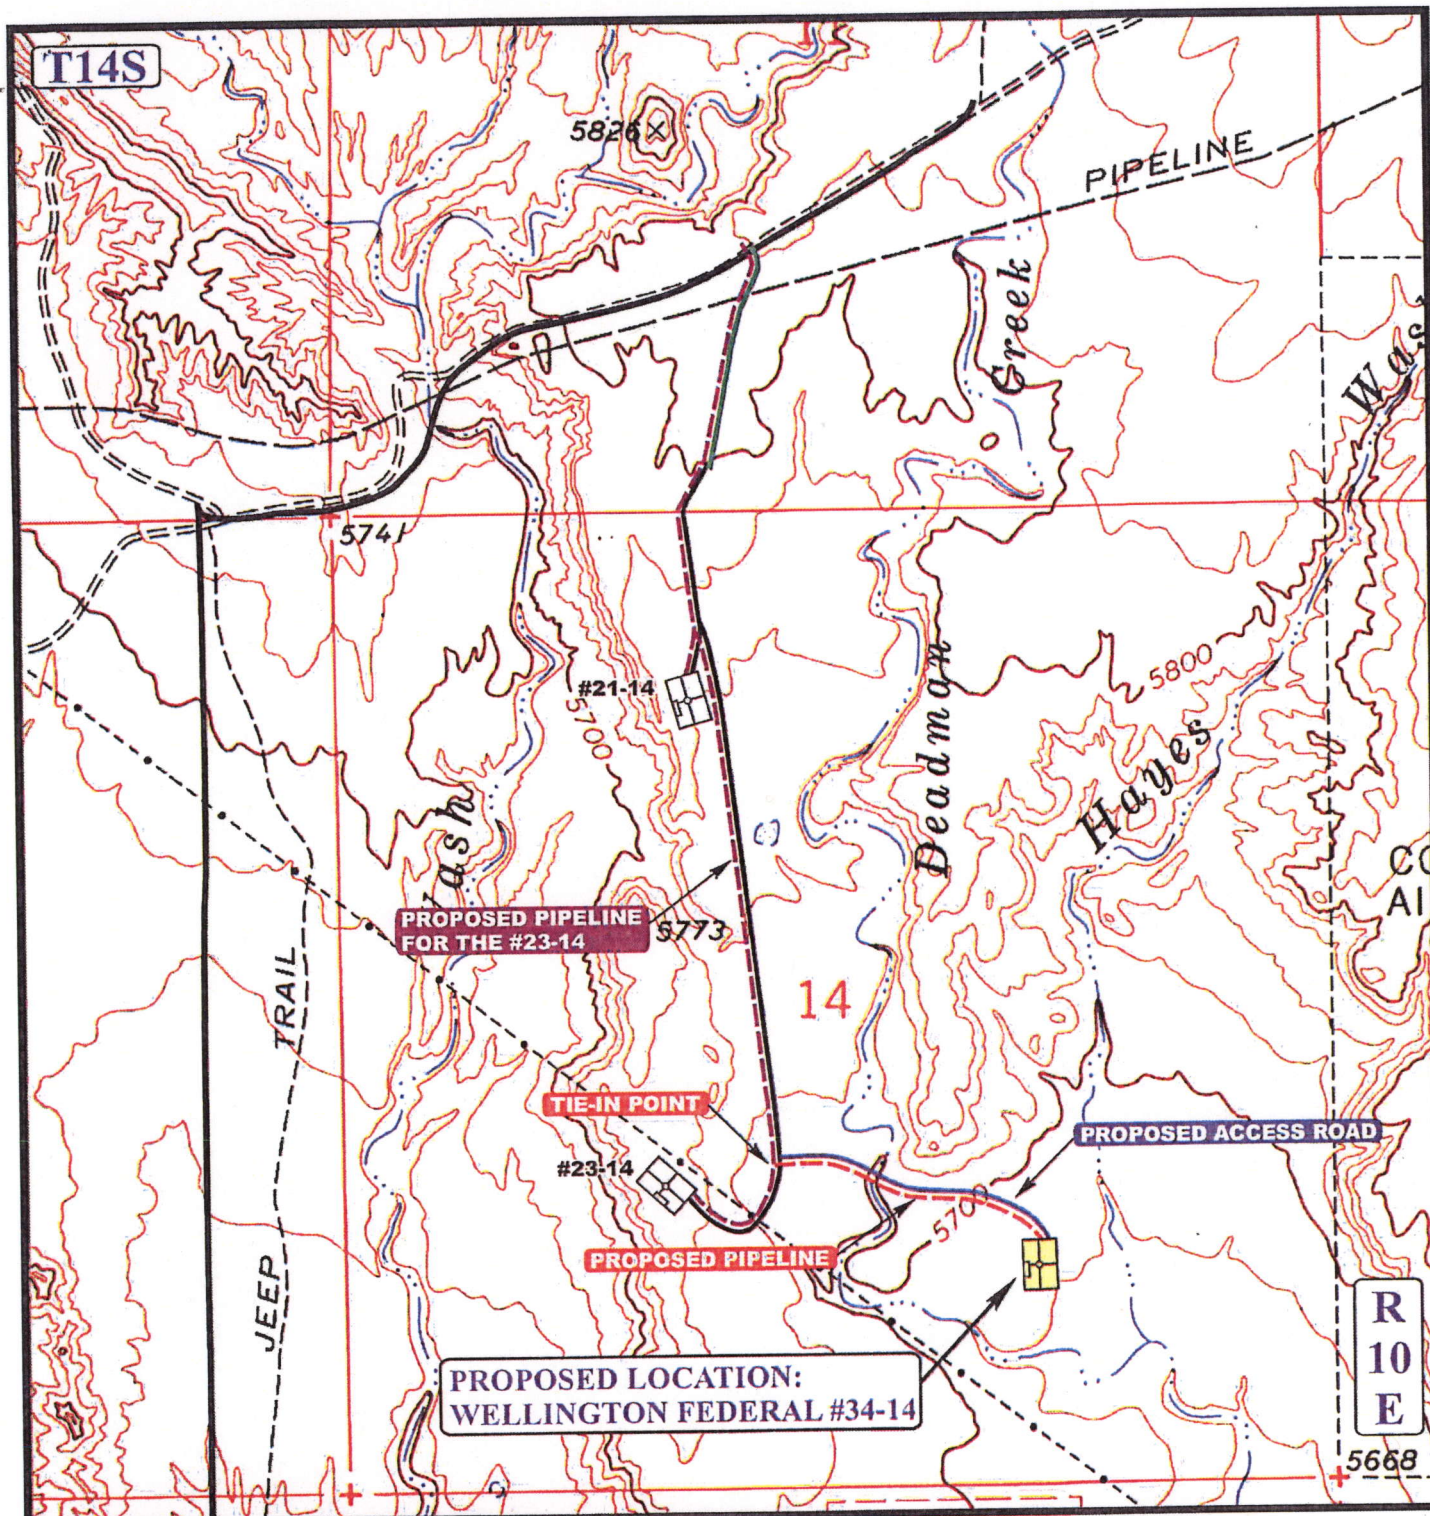 T14S
5826
PIPELINE
Creek
5741
#21-14
5700
Deadman
5800
Hayes
PROPOSED PIPELINE
FOR THE #23-14
5773
TRAIL
14
TIE-IN POINT
PROPOSED ACCESS ROAD
#23-14
5700
PROPOSED PIPELINE
JEEP
PROPOSED LOCATION:
WELLINGTON FEDERAL #34-14
R
10
E
5668